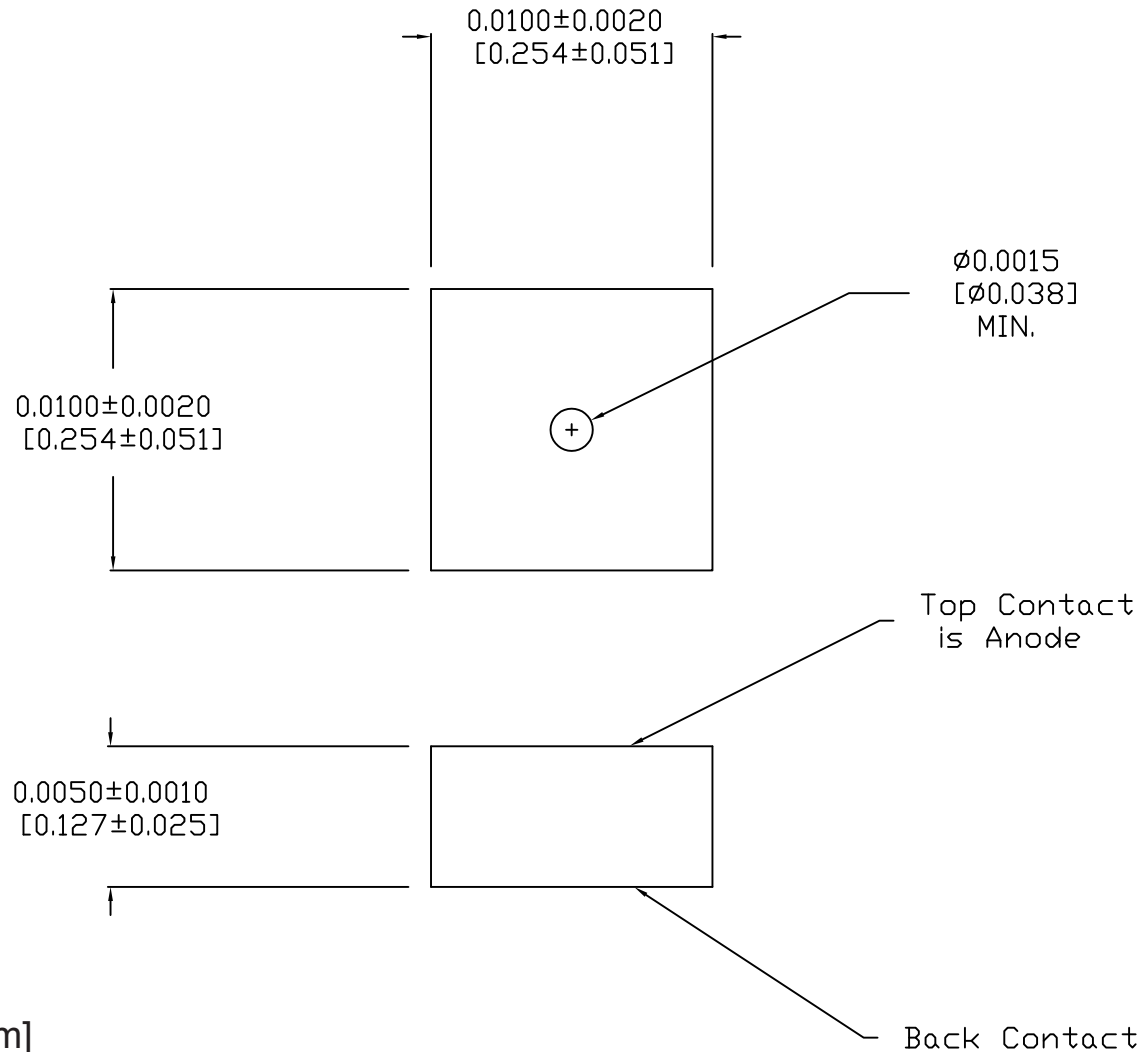 0.0100±0.0020
[0.254±0.051]
Ø0.0015
[Ø0.038]
MIN.
0.0100±0.0020
[0.254±0.051]
Top Contact
is Anode
0.0050±0.0010
[0.127±0.025]
m]
Back Contact